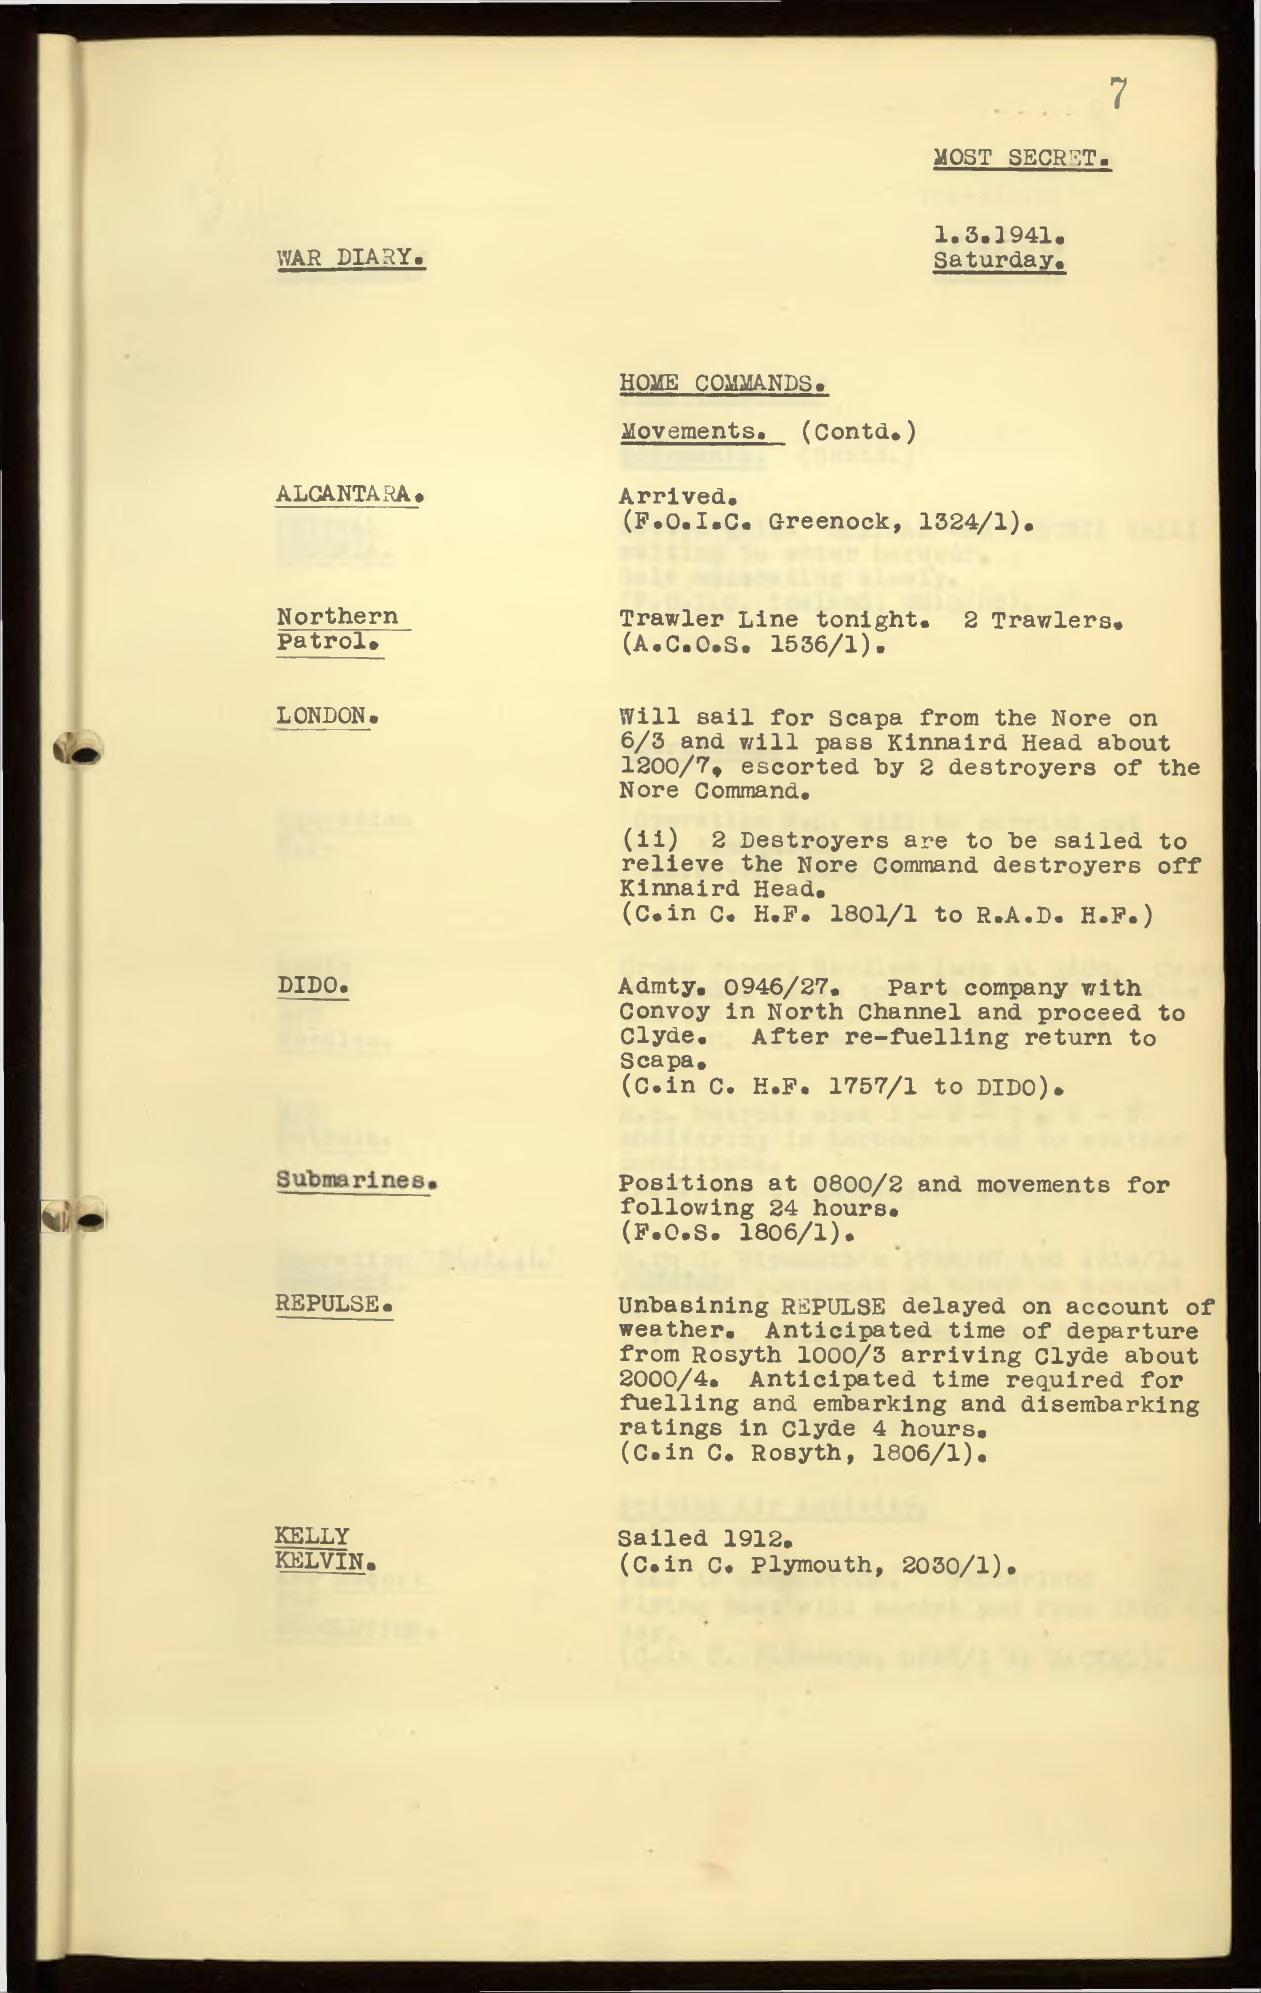 7
MOST SECRET.
1.3.1941.
WAR DIARY.
Saturday.
HOME COMMANDS.
Movements. (Contd.)
ALCANTARA.
Arrived.
(F.O.I.C. Greenock, 1324/1).
Northern
Patrol.
Trawler Line tonight. 2 Trawlers.
(A.C.O.S. 1536/1).
LONDON.
Will sail for Scapa from the Nore on
6/3 and will pass Kinnaird Head about
1200/7, escorted by 2 destroyers of the
Nore Command.
(ii) 2 Destroyers are to be sailed to
relieve the Nore Command destroyers off
Kinnaird Head.
(C.in C. H.F. 1801/1 to R.A.D. H.F.)
DIDO.
Admty. 0946/27. Part company with
Convoy in North Channel and proceed to
Clyde. After re-fuelling return to
Scapa.
(C.in C. H.F. 1757/1 to DIDO).
Submarines.
Positions at 0800/2 and movements for
following 24 hours.
(F.O.S. 1806/1).
REPULSE.
Unbasining REPULSE delayed on account of
weather. Anticipated time of departure
from Rosyth 1000/3 arriving Clyde about
2000/4. Anticipated time required for
fuelling and embarking and disembarking
ratings in Clyde 4 hours.
(C.in C. Rosyth, 1806/1).
KELLY
KELVIN.
Sailed 1912.
(C.in C. Plymouth, 2030/1).